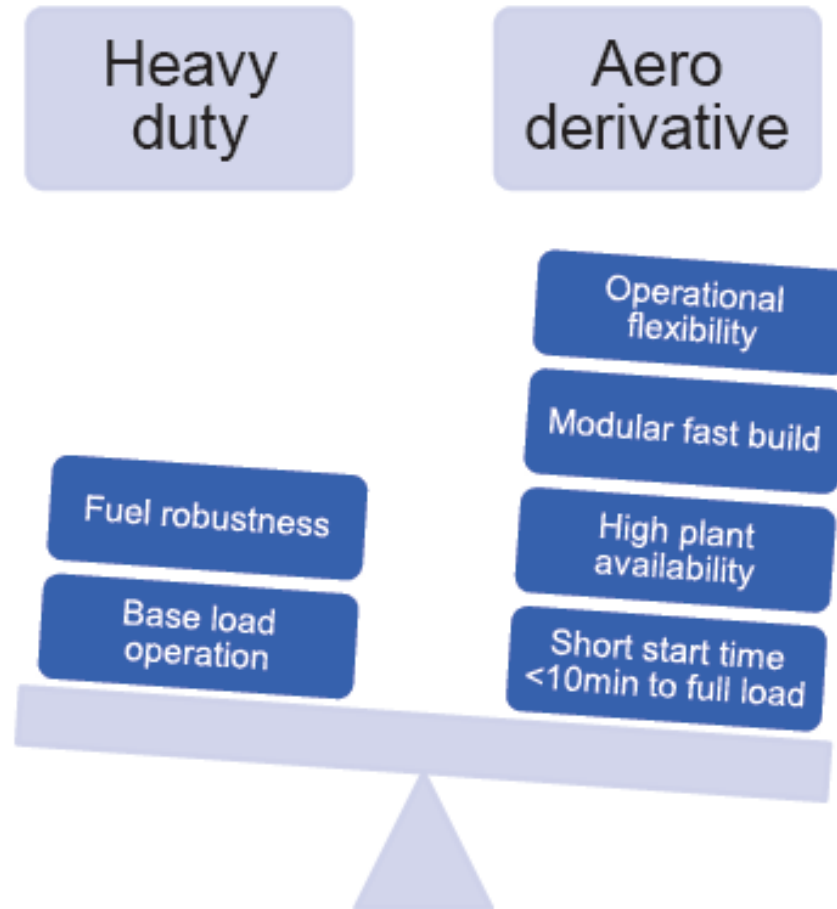 Heavy
duty
Aero
derivative
Fuel robustness
Base load
operation
Operational
flexibility
Modular fast build
High plant
availability
Short start time
<10min to full load